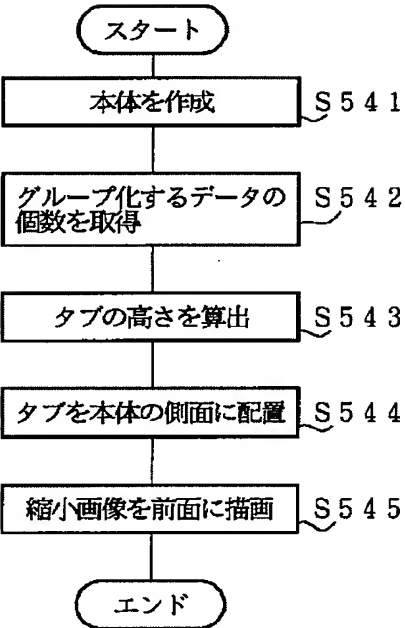 スタート
本体を作成 S541
グループ化するデータの S542
個数を取得
タブの高さを算出 S543
タブを本体の側面に配置 S544
縮小画像を前面に描画 S545
エンド